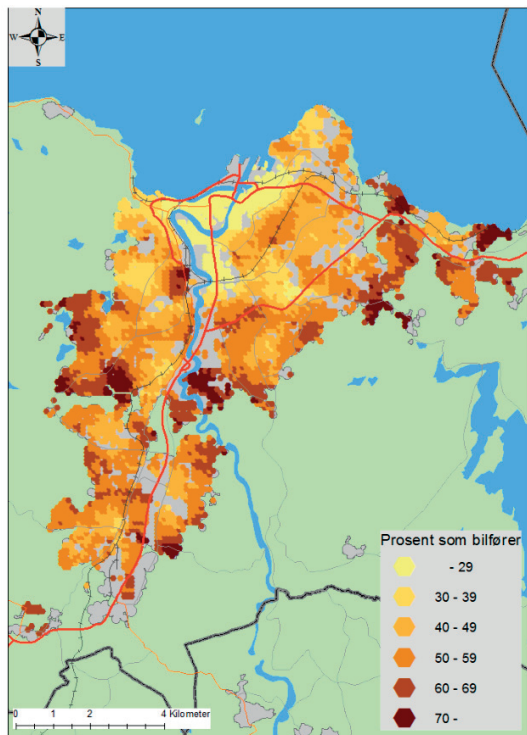 N
W E
S
Prosent som bilfører
- 29
30 - 39
40 - 49
50 - 59
60 - 69
70 -
0 1 2 4 Kilometer